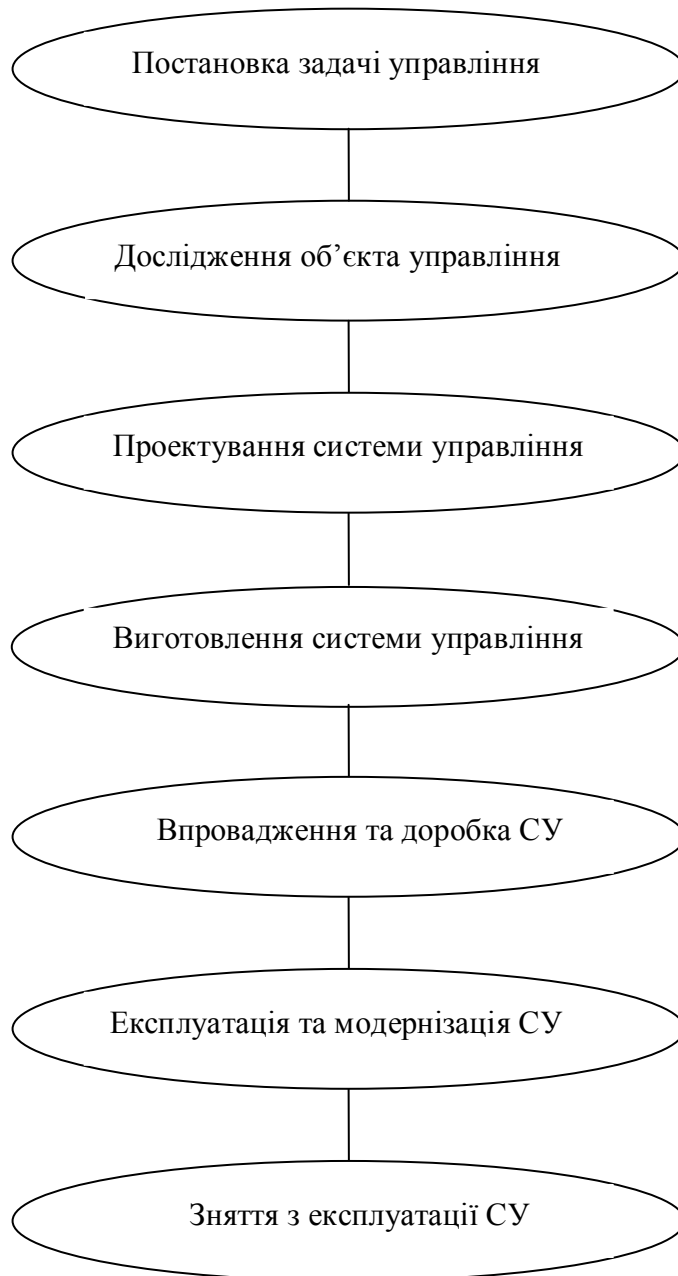 Постановка задачі управління
Дослідження об’єкта управління
Проектування системи управління
Виготовлення системи управління
Впровадження та доробка СУ
Експлуатація та модернізація СУ
Зняття з експлуатації СУ